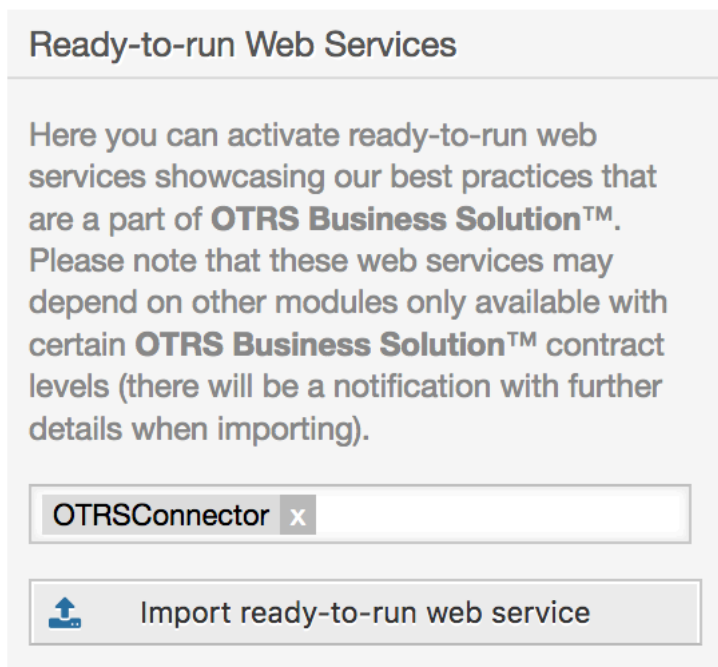 Ready-to-run Web Services
Here you can activate ready-to-run web
services showcasing our best practices that
are a part of OTRS Business Solution™.
Please note that these web services may
depend on other modules only available with
certain OTRS Business Solution™ contract
levels (there will be a notification with further
details when importing).
OTRSConnector x
Import ready-to-run web service